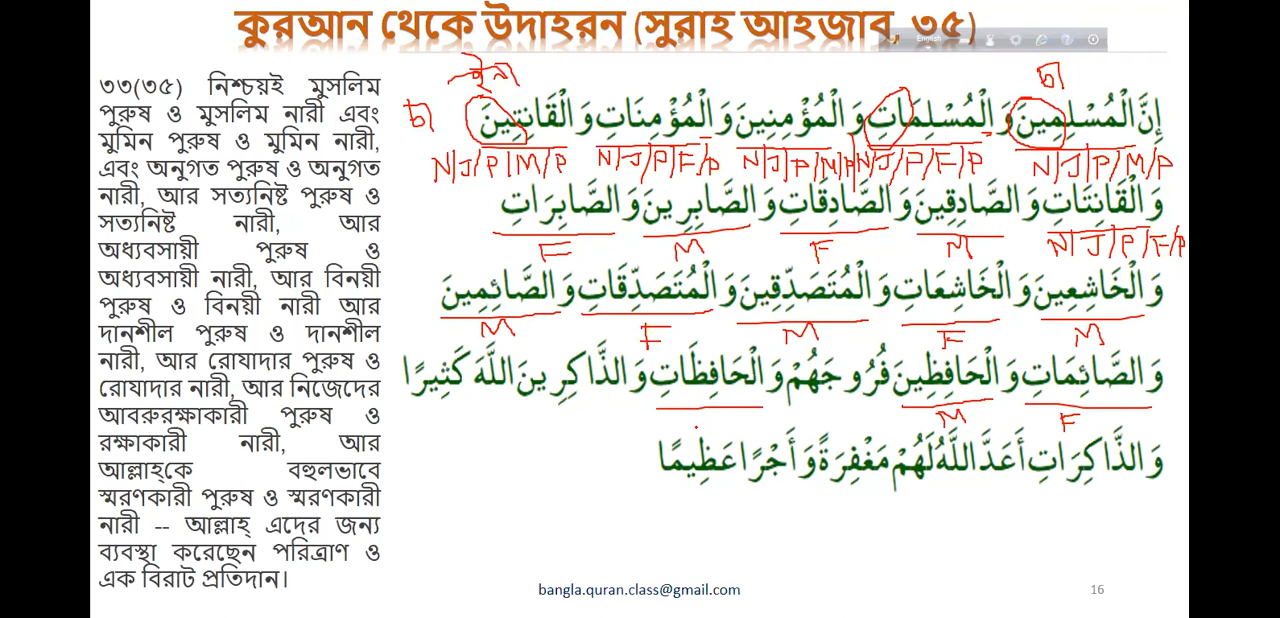 কুরআন থেকে উদাহরন (সুরাহ আহজাব, ৩৫)
English
৩৩(৩৫) নিশ্চয়ই মুসলিম
পুরুষ ও মুসলিম নারী এবং
মুমিন পুরুষ ও মুমিন নারী,
এবং অনুগত পুরুষ ও অনুগত
নারী, আর সত্যনিষ্ট পুরুষ ও
সত্যনিষ্ট নারী, আর
অধ্যবসায়ী পুরুষ ও
অধ্যবসায়ী নারী, আর বিনয়ী
পুরুষ ও বিনয়ী নারী আর
দানশীল পুরুষ ও দানশীল
নারী, আর রোযাদার পুরুষ ও
রোযাদার নারী, আর নিজেদের
আবরুরক্ষাকারী পুরুষ ও
রক্ষাকারী নারী, আর
আল্লাহ্‌কে বহুলভাবে
স্মরণকারী পুরুষ ও স্মরণকারী
নারী -- আল্লাহ্ এদের জন্য
ব্যবস্থা করেছেন পরিত্রাণ ও
এক বিরাট প্রতিদান।
إِنَّ الْمُسْلِمِينَ وَالْمُسْلِمَاتِ وَالْمُؤْمِنِينَ وَالْمُؤْمِنَاتِ وَالْقَانِتِينَ
N/J/P/M/P N/J/P/F/P N/J/P/M/P N/J/P/F/P N/J/P/M/P
وَالْقَانِتَاتِ وَالصَّادِقِينَ وَالصَّادِقَاتِ وَالصَّابِرِينَ وَالصَّابِرَاتِ
N/J/P/F/P M F M F
وَالْخَاشِعِينَ وَالْخَاشِعَاتِ وَالْمُتَصَدِّقِينَ وَالْمُتَصَدِّقَاتِ وَالصَّائِمِينَ
M F M F M
وَالصَّائِمَاتِ وَالْحَافِظِينَ فُرُوجَهُمْ وَالْحَافِظَاتِ وَالذَّاكِرِينَ اللَّهَ كَثِيرًا
F M
وَالذَّاكِرَاتِ أَعَدَّ اللَّهُ لَهُمْ مَغْفِرَةً وَأَجْرًا عَظِيمًا
bangla.quran.class@gmail.com
16